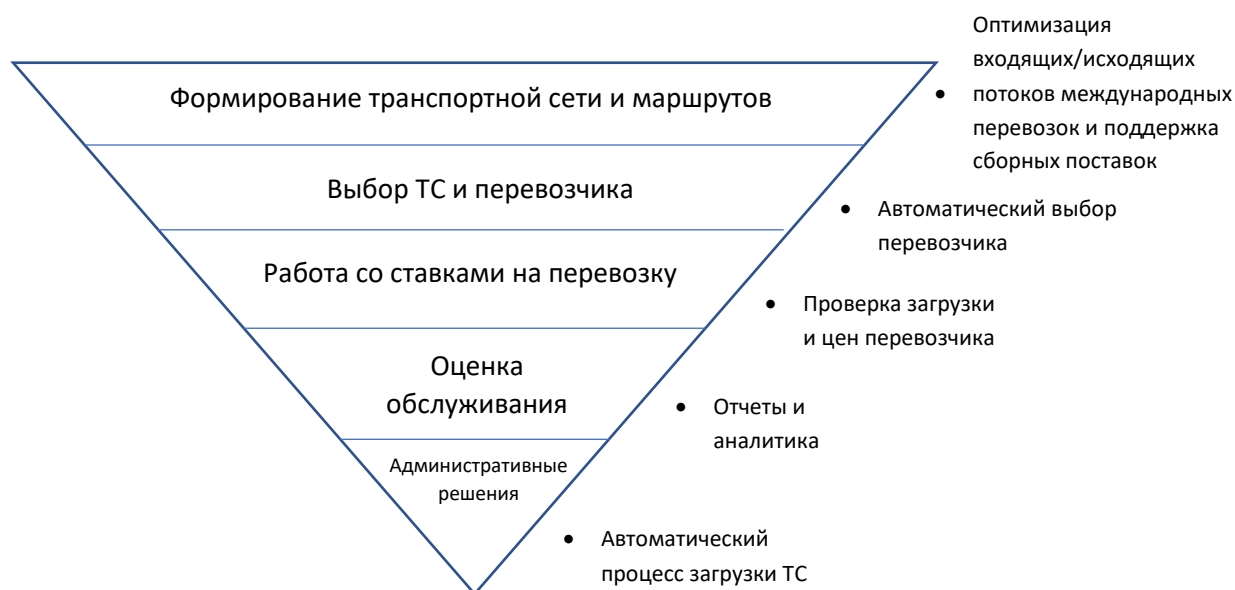 Оптимизация
входящих/исходящих
• потоков международных
перевозок и поддержка
сборных поставок
Формирование транспортной сети и маршрутов
Выбор ТС и перевозчика
• Автоматический выбор
перевозчика
Работа со ставками на перевозку
• Проверка загрузки
и цен перевозчика
Оценка
обслуживания
• Отчеты и
аналитика
Административные
решения
• Автоматический
процесс загрузки ТС